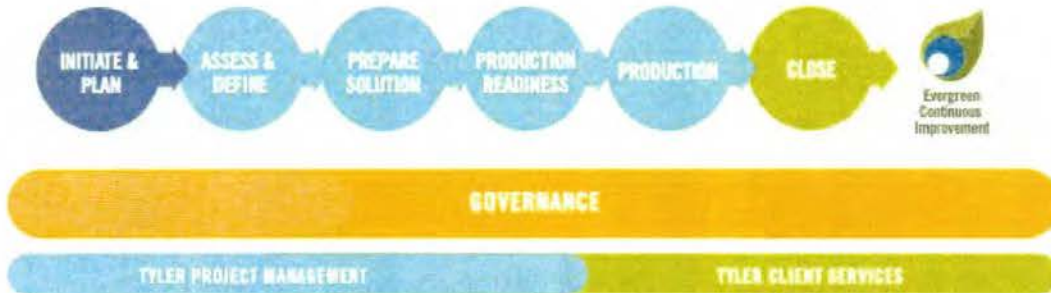 INITIATE &
PLAN
ASSESS &
DEFINE
PREPARE
SOLUTION
PRODUCTION
READINESS
PRODUCTION
CLOSE
Evergreen
Continuous
Improvement
GOVERNANCE
TYLER PROJECT MANAGEMENT
TYLER CLIENT SERVICES